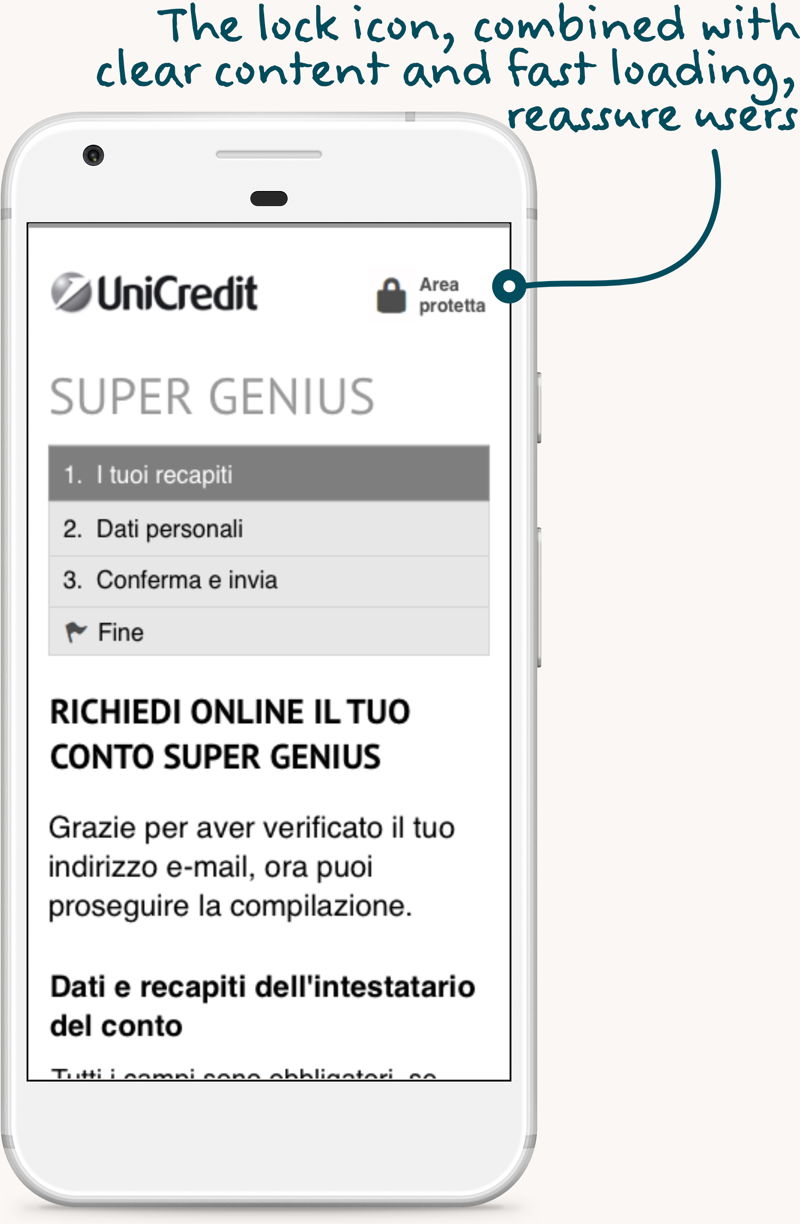 The lock icon, combined with
clear content and fast loading,
reassure users
UniCredit
Area
protetta
SUPER GENIUS
1. I tuoi recapiti
2. Dati personali
3. Conferma e invia
Fine
RICHIEDI ONLINE IL TUO
CONTO SUPER GENIUS
Grazie per aver verificato il tuo
indirizzo e-mail, ora puoi
proseguire la compilazione.
Dati e recapiti dell'intestatario
del conto
Tutti i campi sono obbligatori, se